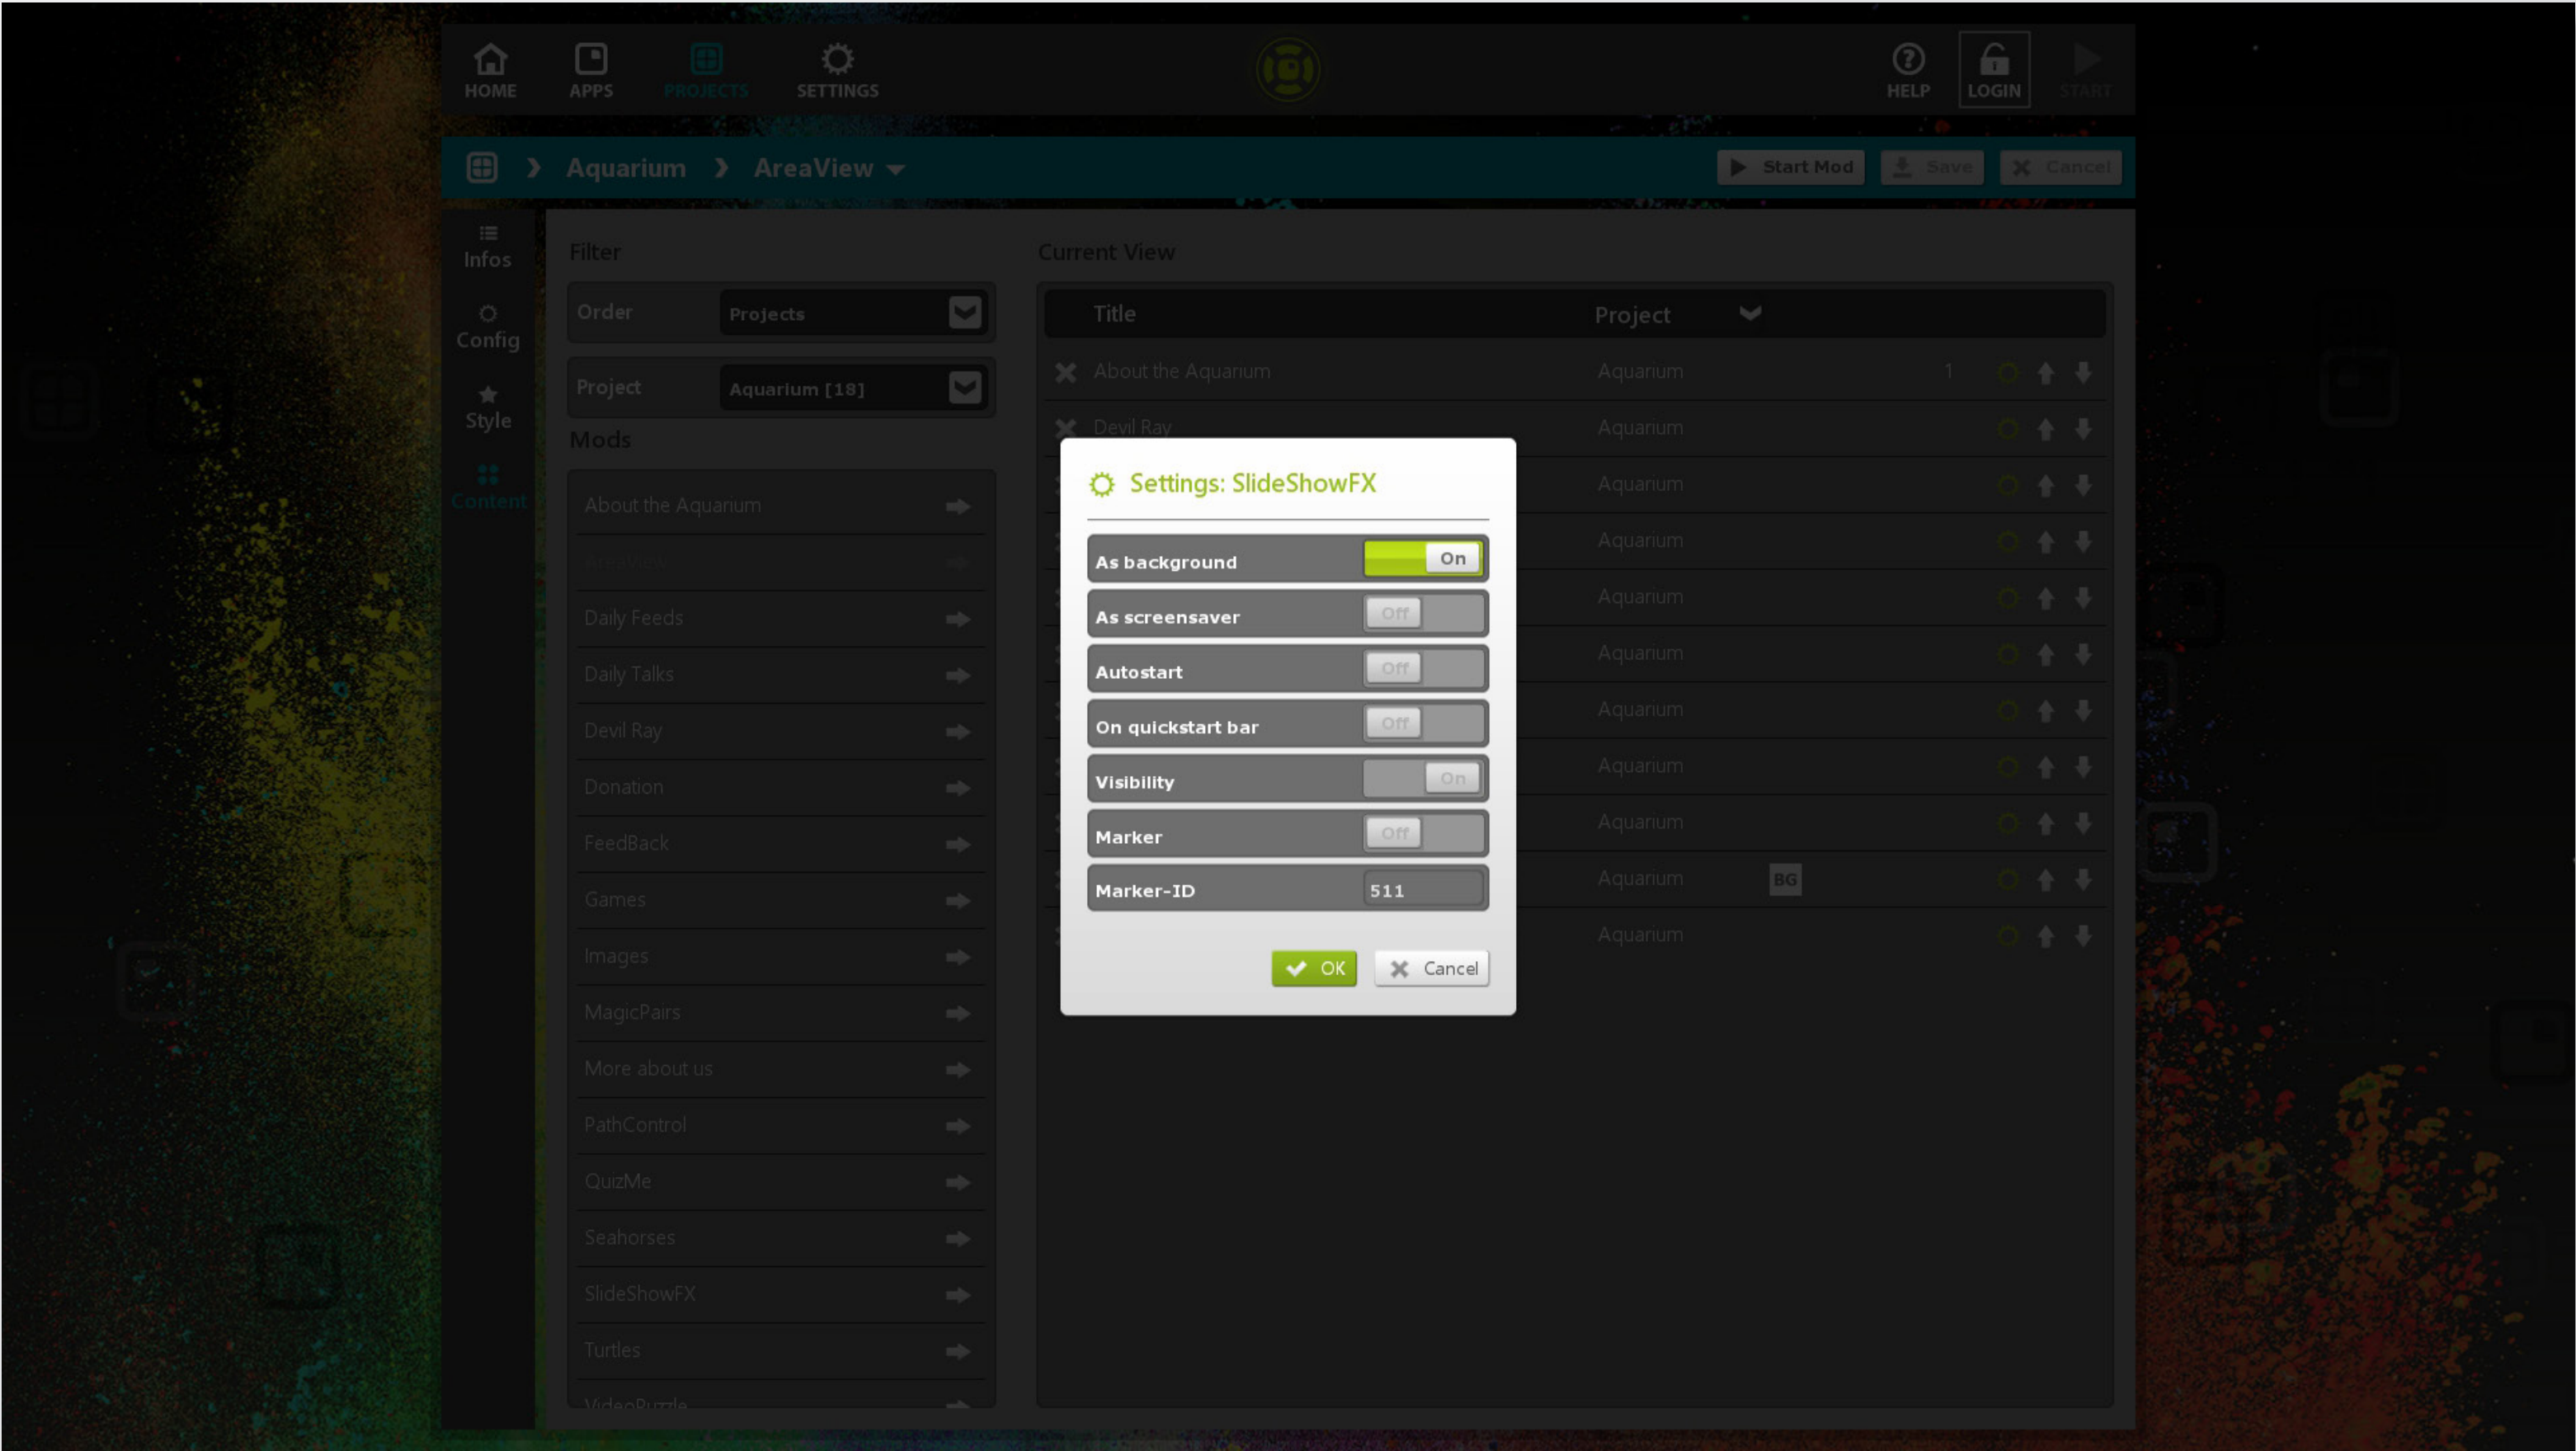 HOME APPS PROJECTS SETTINGS HELP LOGIN START
Aquarium AreaView Start Mod Save Cancel
Infos
Config
Style
Content
Filter
Order Projects
Project Aquarium [18]
Mods
About the Aquarium
AreaView
Daily Feeds
Daily Talks
Devil Ray
Donation
FeedBack
Games
Images
MagicPairs
More about us
PathControl
QuizMe
Seahorses
SlideShowFX
Turtles
VideoPuzzle
Current View
Title Project
About the Aquarium Aquarium 1
Devil Ray Aquarium
Aquarium
Aquarium
Aquarium
Aquarium
Aquarium
Aquarium
Aquarium
Aquarium BG
Aquarium
Settings: SlideShowFX
As background On
As screensaver Off
Autostart Off
On quickstart bar Off
Visibility On
Marker Off
Marker-ID 511
OK Cancel